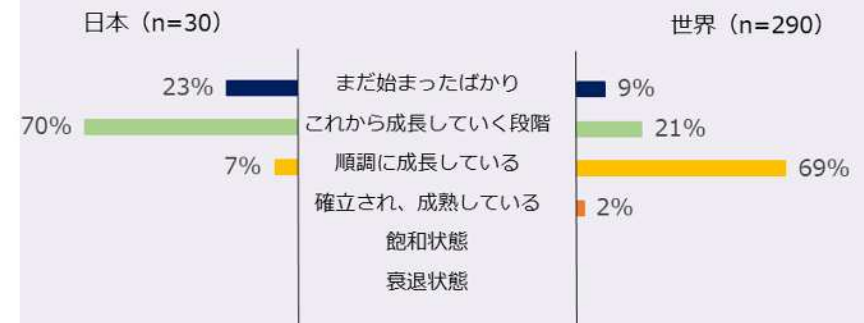 日本（n=30）
世界（n=290）
23% まだ始まったばかり 9%
70% これから成長していく段階 21%
7% 順調に成長している 69%
確立され、成熟している 2%
飽和状態
衰退状態